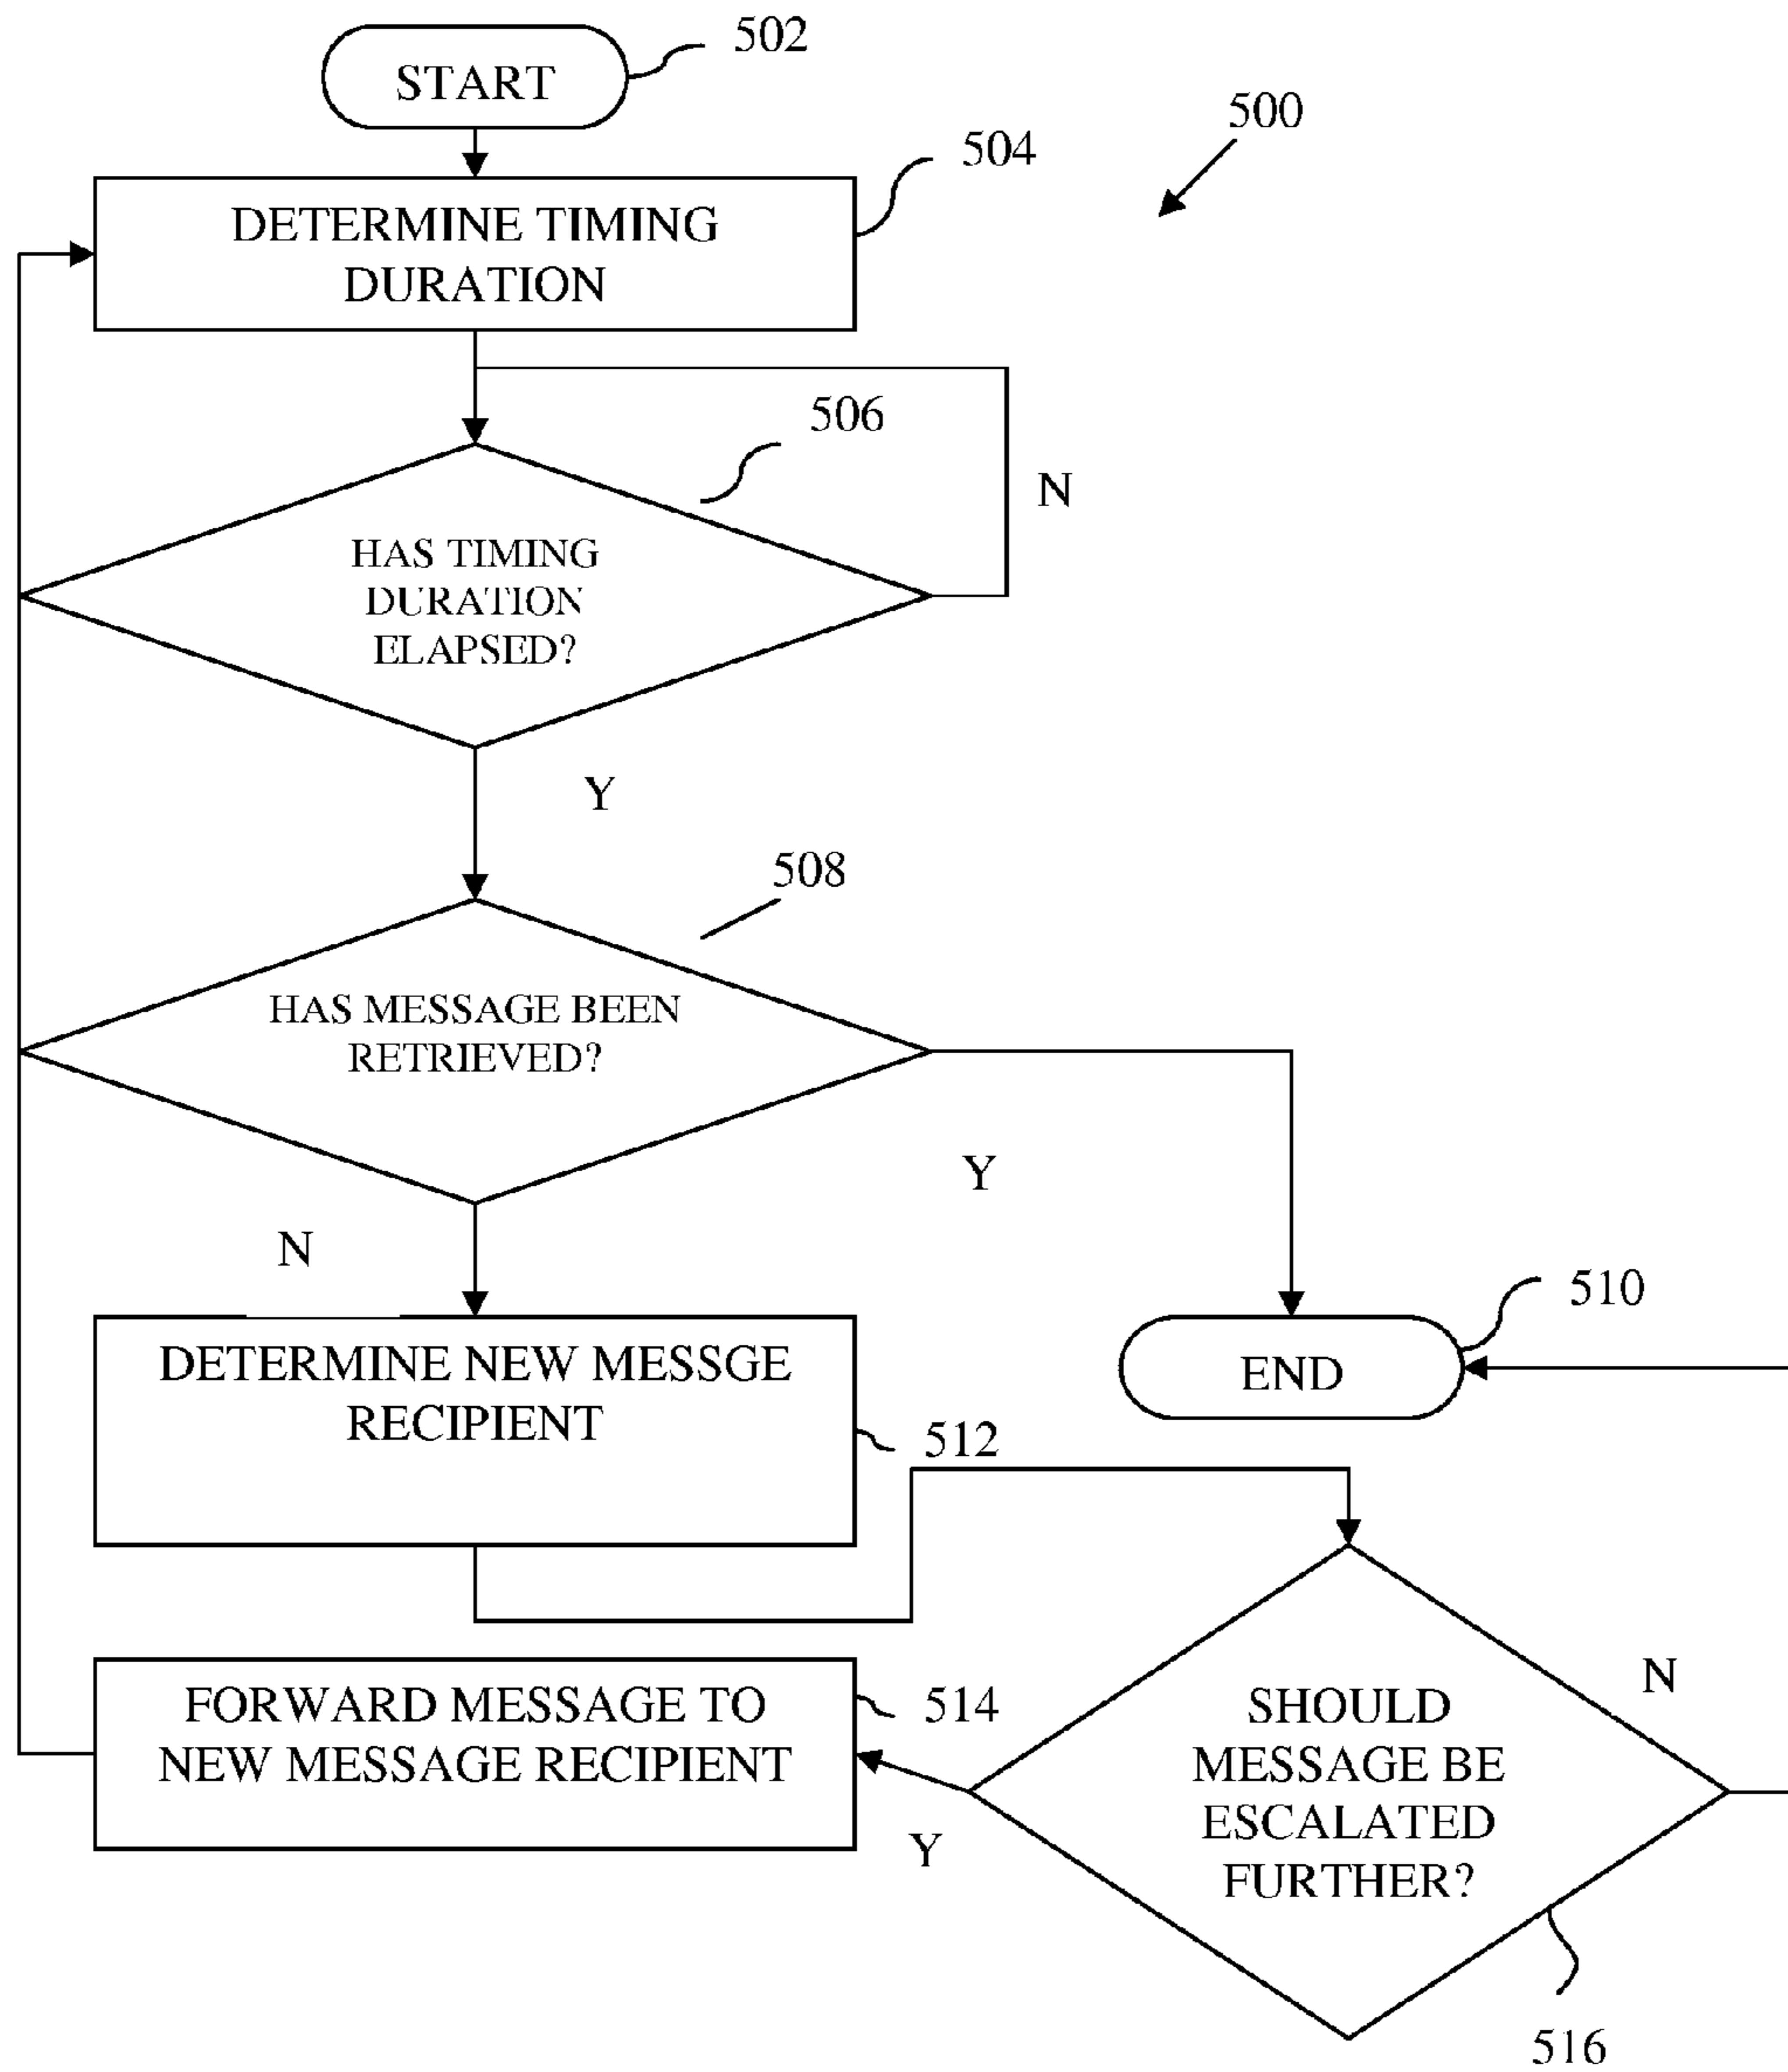 502
START
500
504
DETERMINE TIMING
DURATION
506
N
HAS TIMING
DURATION
ELAPSED?
Y
508
HAS MESSAGE BEEN
RETRIEVED?
Y
N
510
END
DETERMINE NEW MESSGE
RECIPIENT
512
N
FORWARD MESSAGE TO
NEW MESSAGE RECIPIENT
514
SHOULD
MESSAGE BE
ESCALATED
FURTHER?
Y
516